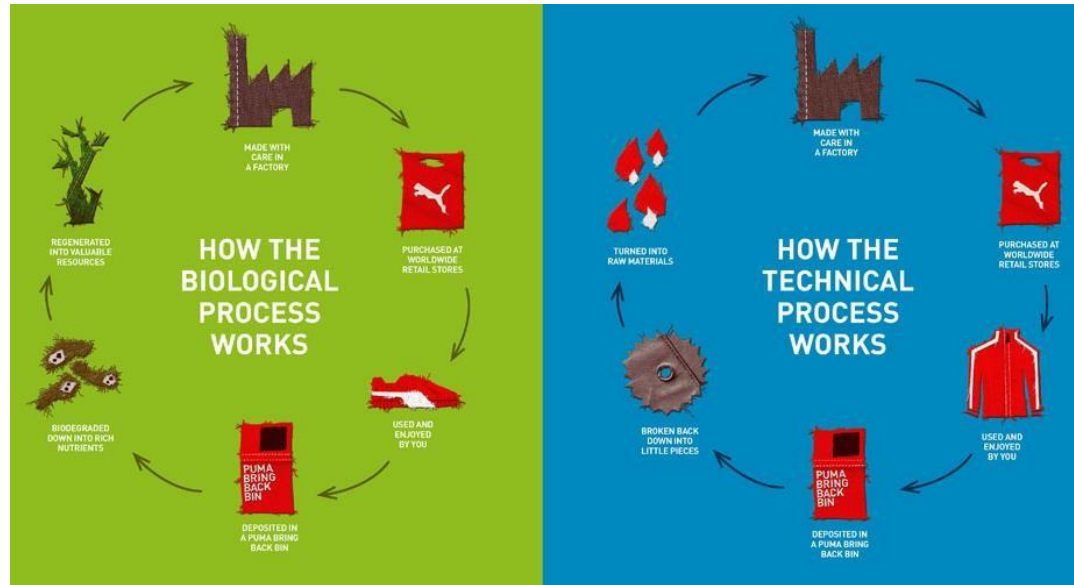 MADE WITH
CARE IN
A FACTORY
PURCHASED AT
WORLDWIDE
RETAIL STORES
USED AND
ENJOYED
BY YOU
PUMA
BRING
BACK
BIN
DEPOSITED IN
A PUMA BRING
BACK BIN
BIODEGRADED
DOWN INTO RICH
NUTRIENTS
REGENERATED
INTO VALUABLE
RESOURCES
HOW THE
BIOLOGICAL
PROCESS
WORKS
MADE WITH
CARE IN
A FACTORY
PURCHASED AT
WORLDWIDE
RETAIL STORES
USED AND
ENJOYED
BY YOU
PUMA
BRING
BACK
BIN
DEPOSITED IN
A PUMA BRING
BACK BIN
BROKEN BACK
DOWN INTO
LITTLE PIECES
TURNED INTO
RAW MATERIALS
HOW THE
TECHNICAL
PROCESS
WORKS